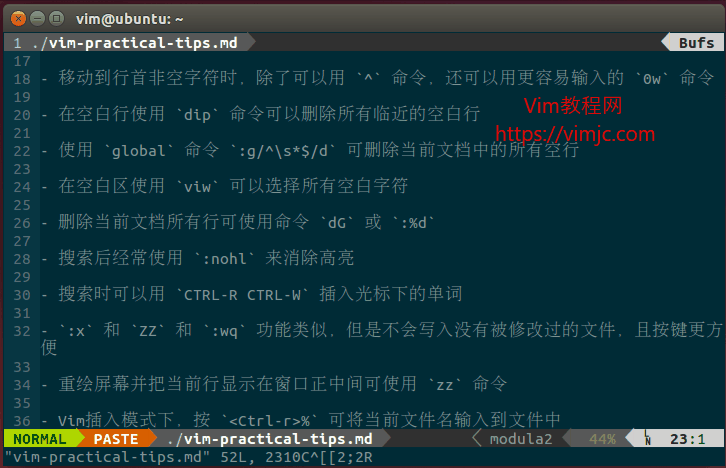 vim@ubuntu: ~
1 ./vim-practical-tips.md Bufs
17
18 - 移动到行首非空字符时，除了可以用 `^` 命令，还可以用更容易输入的 `0w` 命令
19
20 - 在空白行使用 `dip` 命令可以删除所有临近的空白行
Vim教程网
21
https://vimjc.com
22 - 使用 `global` 命令 `:g/^\s*$/d` 可删除当前文档中的所有空行
23
24 - 在空白区使用 `viw` 可以选择所有空白字符
25
26 - 删除当前文档所有行可使用命令 `dG` 或 `:%d`
27
28 - 搜索后经常使用 `:nohl` 来消除高亮
29
30 - 搜索时可以用 `CTRL-R CTRL-W` 插入光标下的单词
31
32 - `:x` 和 `ZZ` 和 `:wq` 功能类似，但是不会写入没有被修改过的文件，且按键更方
便
33
34 - 重绘屏幕并把当前行显示在窗口正中间可使用 `zz` 命令
35
36 - Vim插入模式下，按 `<Ctrl-r>%` 可将当前文件名输入到文件中
NORMAL PASTE ./vim-practical-tips.md modula2 44% LN 23:1
"vim-practical-tips.md" 52L, 2310C^[[2;2R